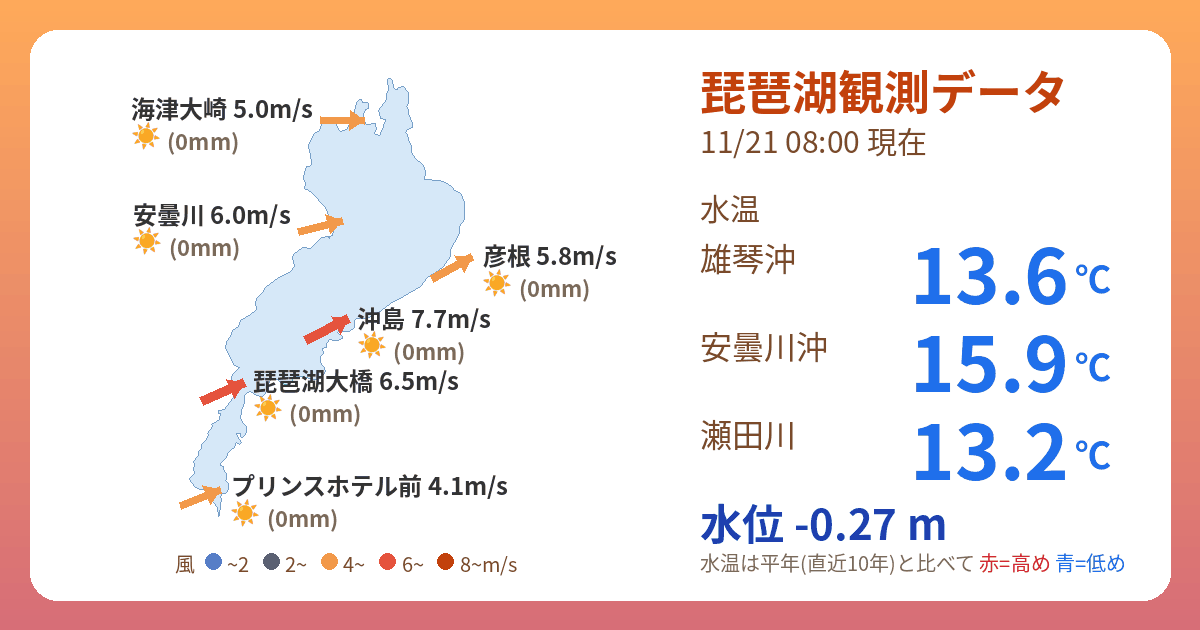 海津大崎 5.0m/s
(0mm)
安曇川 6.0m/s
(0mm)
彦根 5.8m/s
(0mm)
沖島 7.7m/s
(0mm)
琵琶湖大橋 6.5m/s
(0mm)
プリンスホテル前 4.1m/s
(0mm)
風 ~2 2~ 4~ 6~ 8~m/s
琵琶湖観測データ
11/21 08:00 現在
水温
雄琴沖 13.6 ℃
安曇川沖 15.9 ℃
瀬田川 13.2 ℃
水位 -0.27 m
水温は平年(直近10年)と比べて 赤=高め 青=低め